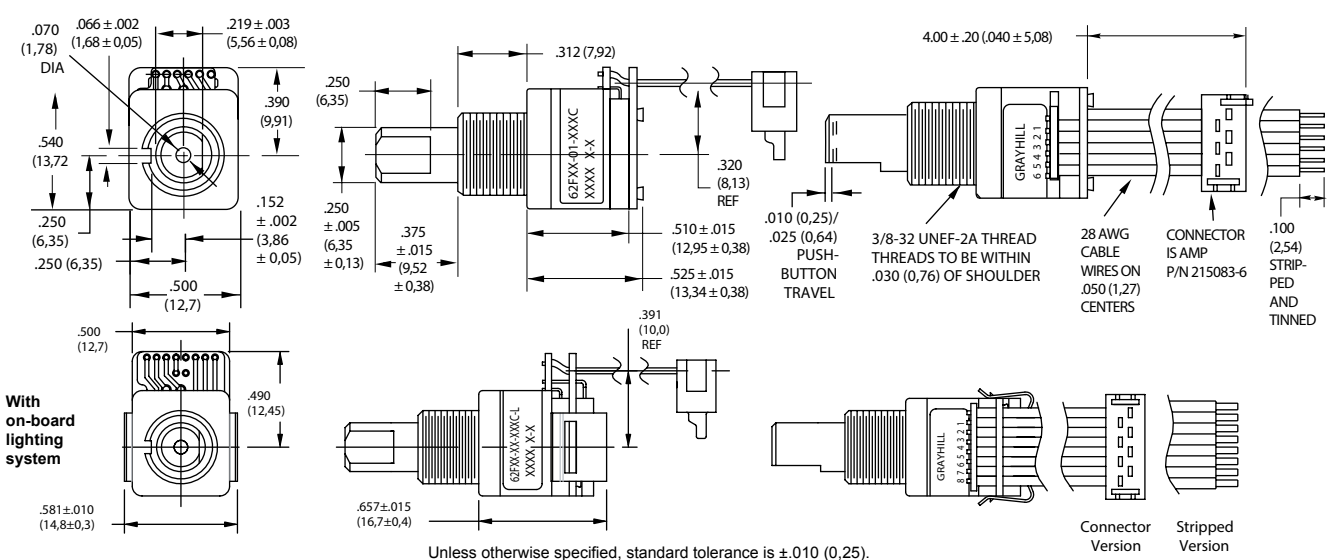 .070
(1,78)
DIA
.066 ± .002
(1,68 ± 0,05)
.219 ± .003
(5,56 ± 0,08)
.390
(9,91)
.540
(13,72
.250
(6,35)
.250 (6,35)
.152
± .002
(3,86
± 0,05)
.500
(12,7)
.312 (7,92)
.250
(6,35)
62FXX-01-XXXC
XXXX X-X
.320
(8,13)
REF
.250
± .005
(6,35
± 0,13)
.375
± .015
(9,52
± 0,38)
.510 ± .015
(12,95 ± 0,38)
.525 ± .015
(13,34 ± 0,38)
4.00 ± .20 (.040 ± 5,08)
GRAYHILL
6 5 4 3 2 1
.010 (0,25)/
.025 (0,64)
PUSH-
BUTTON
TRAVEL
3/8-32 UNEF-2A THREAD
THREADS TO BE WITHIN
.030 (0,76) OF SHOULDER
28 AWG
CABLE
WIRES ON
.050 (1,27)
CENTERS
CONNECTOR
IS AMP
P/N 215083-6
.100
(2,54)
STRIP-
PED
AND
TINNED
With
on-board
lighting
system
.500
(12,7)
.490
(12,45)
.581±.010
(14,8±0,3)
.391
(10,0)
REF
62FXX-XX-XXXC-L
XXXX X-X
.657±.015
(16,7±0,4)
GRAYHILL
8 7 6 5 4 3 2 1
Connector
Version
Stripped
Version
Unless otherwise specified, standard tolerance is ±.010 (0,25).